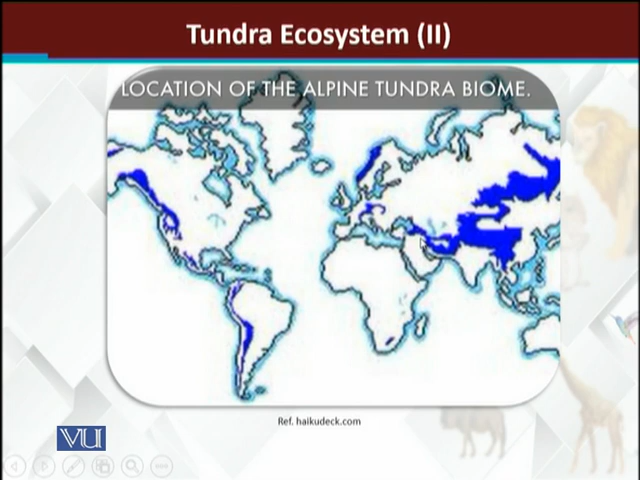 Tundra Ecosystem (II)
LOCATION OF THE ALPINE TUNDRA BIOME.
Ref. haikudeck.com
VU